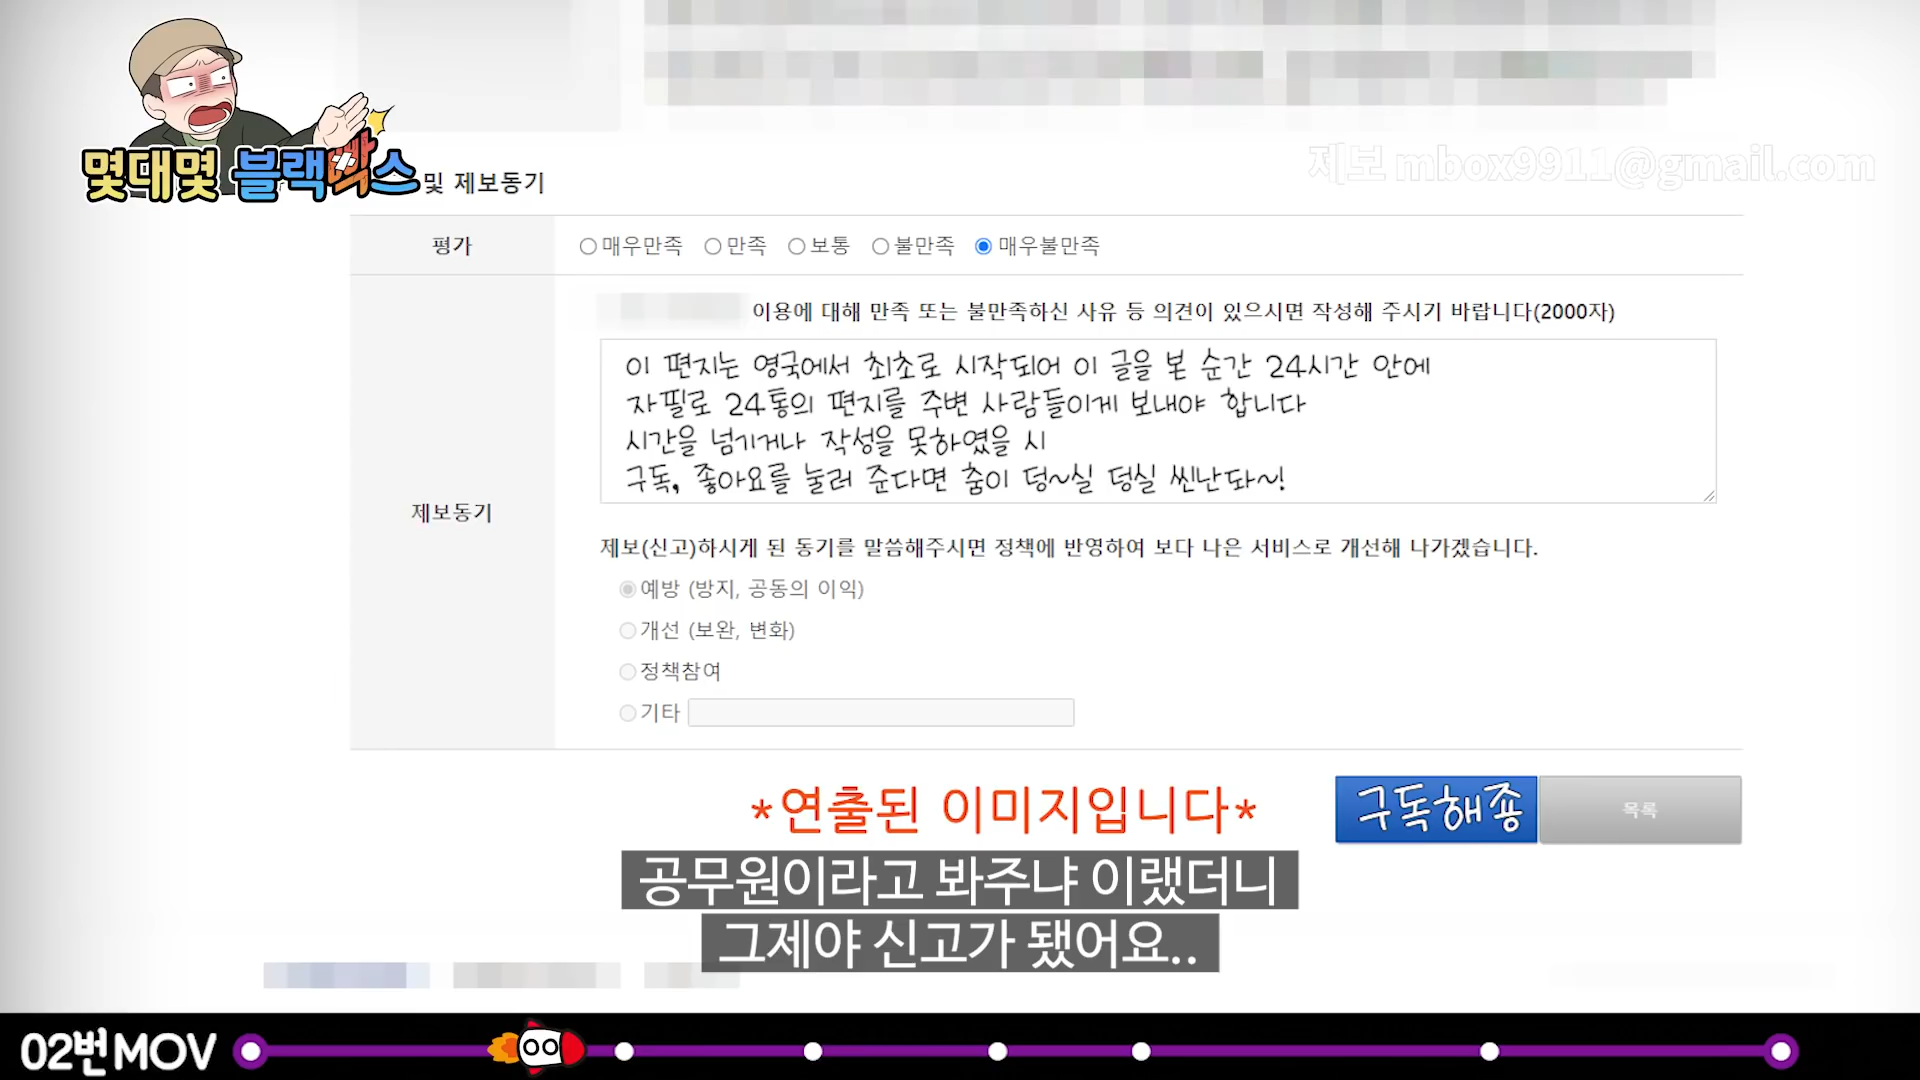 몇대몇 블랙빡스
제보 mbox9911@gmail.com
및 제보동기
평가
매우만족 만족 보통 불만족 매우불만족
이용에 대해 만족 또는 불만족하신 사유 등 의견이 있으시면 작성해 주시기 바랍니다(2000자)
이 편지는 영국에서 최초로 시작되어 이 글을 본 순간 24시간 안에
자필로 24통의 편지를 주변 사람들이게 보내야 합니다
시간을 넘기거나 작성을 못하였을 시
구독, 좋아요를 눌러 준다면 춤이 덩~실 덩실 씐난돠~!
제보동기
제보(신고)하시게 된 동기를 말씀해주시면 정책에 반영하여 보다 나은 서비스로 개선해 나가겠습니다.
예방 (방지, 공동의 이익)
개선 (보완, 변화)
정책참여
기타
*연출된 이미지입니다*
구독해죵
목록
공무원이라고 봐주냐 이랬더니
그제야 신고가 됐어요..
02번MOV